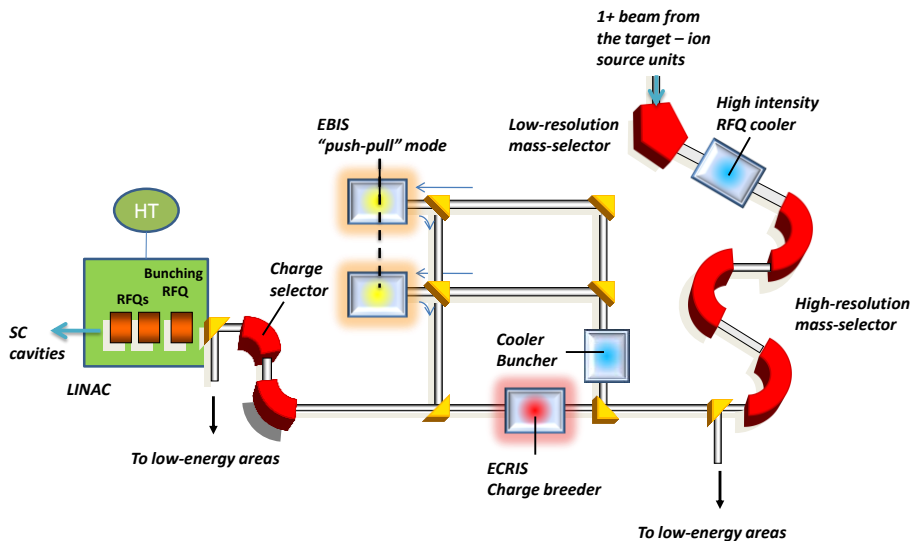 1+ beam from
the target – ion
source units
High intensity
RFQ cooler
Low-resolution
mass-selector
EBIS
“push-pull” mode
HT
Bunching
RFQ
RFQs
Charge
selector
High-resolution
mass-selector
SC
cavities
Cooler
Buncher
LINAC
To low-energy areas
ECRIS
Charge breeder
To low-energy areas